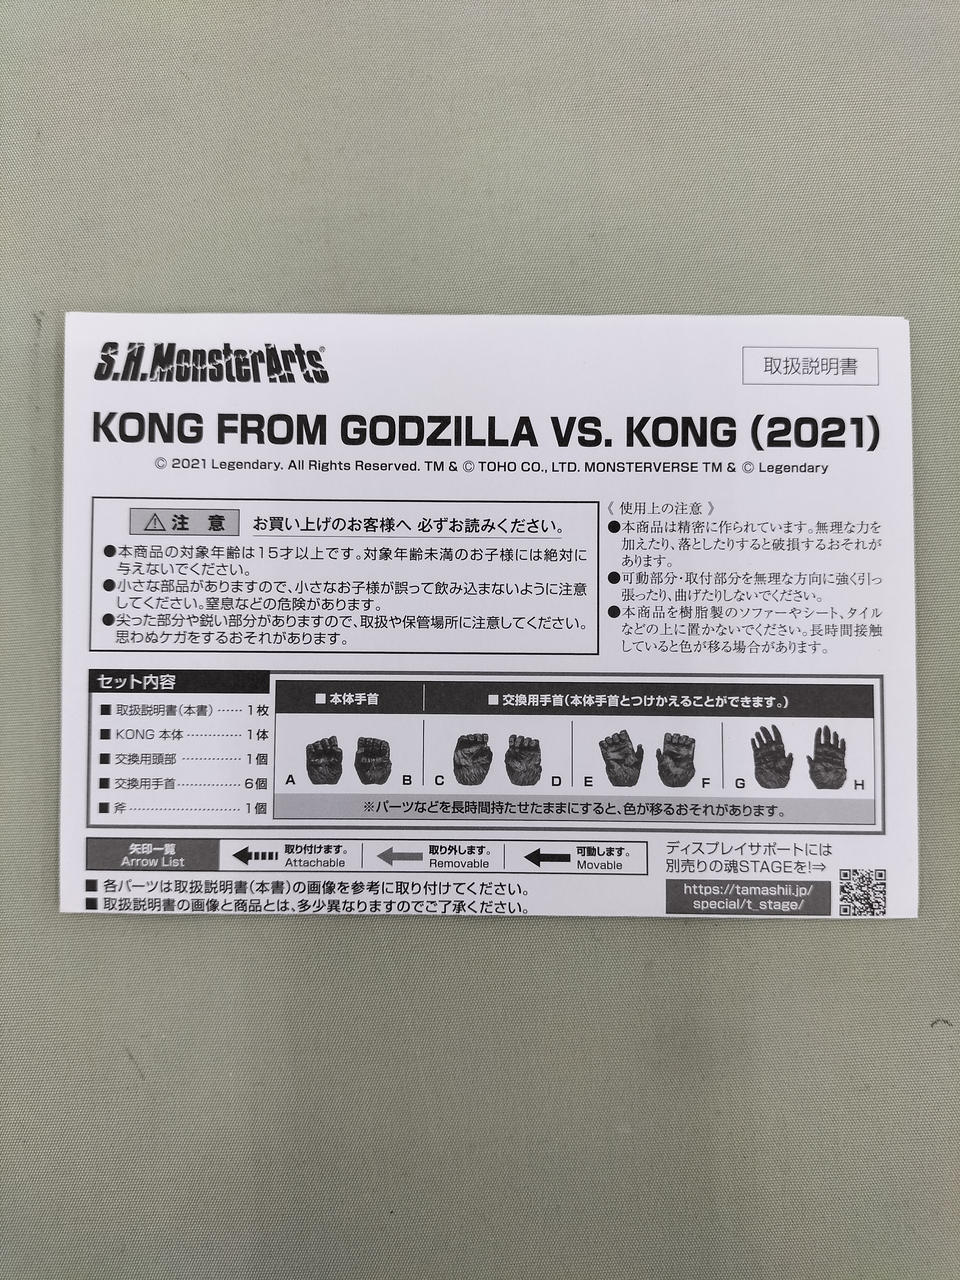 S.H.MonsterArts®
取扱説明書
KONG FROM GODZILLA VS. KONG (2021)
© 2021 Legendary. All Rights Reserved. TM & © TOHO CO., LTD. MONSTERVERSE TM & © Legendary
⚠注 意 お買い上げのお客様へ 必ずお読みください。
●本商品の対象年齢は15才以上です。対象年齢未満のお子様には絶対に
与えないでください。
●小さな部品がありますので、小さなお子様が誤って飲み込まないように注意
してください。窒息などの危険があります。
●尖った部分や鋭い部分がありますので、取扱や保管場所に注意してください。
思わぬケガをするおそれがあります。
《 使用上の注意 》
●本商品は精密に作られています。無理な力を
加えたり、落としたりすると破損するおそれが
あります。
●可動部分・取付部分を無理な方向に強く引っ
張ったり、曲げたりしないでください。
●本商品を樹脂製のソファーやシート、タイル
などの上に置かないでください。長時間接触
していると色が移る場合があります。
セット内容
■ 取扱説明書(本書) ······ 1枚
■ KONG 本体 ·············· 1体
■ 交換用頭部 ··············· 1個
■ 交換用手首 ··············· 6個
■ 斧 ························· 1個
■ 本体手首
■ 交換用手首(本体手首とつけかえることができます。)
A B C D E F G H
※パーツなどを長時間持たせたままにすると、色が移るおそれがあります。
矢印一覧
Arrow List
取り付けます。
Attachable
取り外します。
Removable
可動します。
Movable
■ 各パーツは取扱説明書(本書)の画像を参考に取り付けてください。
■ 取扱説明書の画像と商品とは、多少異なりますのでご了承ください。
ディスプレイサポートには
別売りの魂STAGEを!⇒
https://tamashii.jp/
special/t_stage/